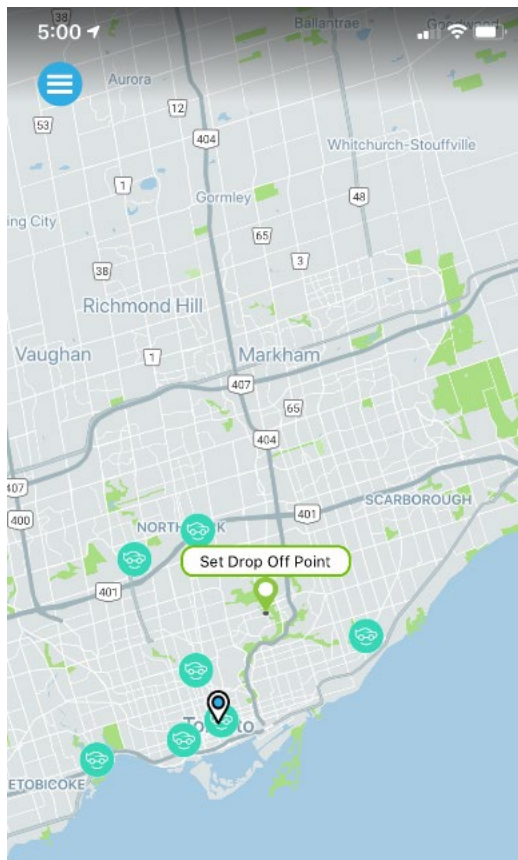 38
Ballantrae
Goodwood
5:00
Aurora
12
53
404
Whitchurch-Stouffville
1
Gormley
48
ing City
65
3
38
Richmond Hill
Vaughan
1
Markham
407
65
404
407
SCARBOROUGH
400
401
NORTH YORK
Set Drop Off Point
401
Toronto
ETOBICOKE